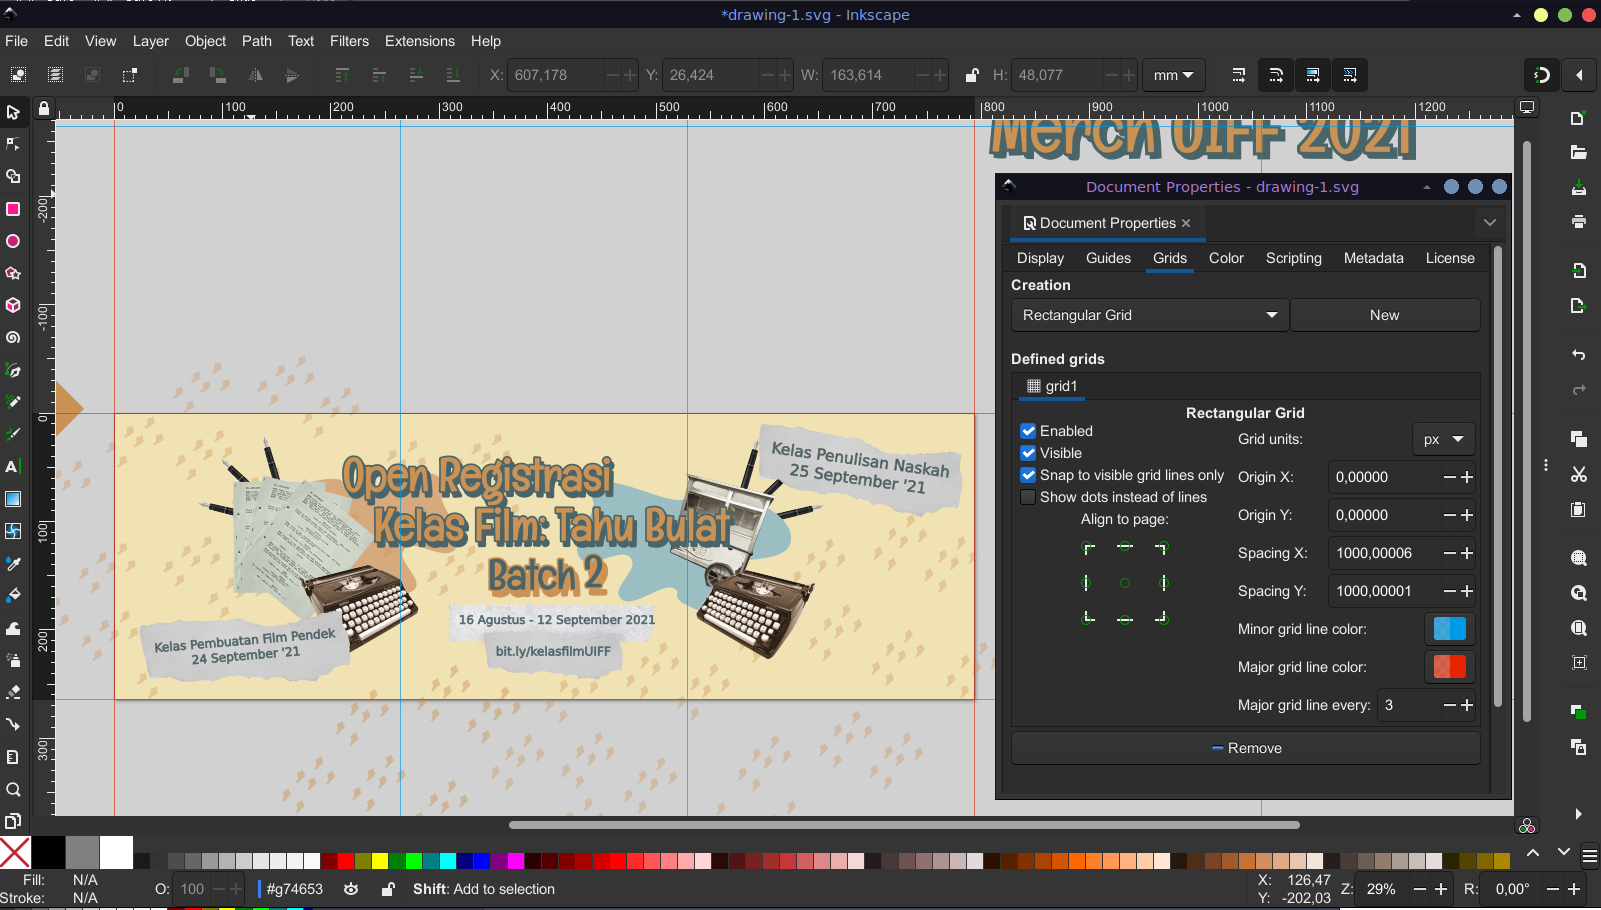 *drawing-1.svg - Inkscape
File Edit View Layer Object Path Text Filters Extensions Help
X: 607,178 Y: 26,424 W: 163,614 H: 48,077 mm
0 100 200 300 400 500 600 700 800 900 1000 1100 1200
-200
-100
0
100
200
300
Merch UIFF 2021
Open Registrasi
Kelas Film: Tahu Bulat
Batch 2
16 Agustus - 12 September 2021
bit.ly/kelasfilmUIFF
Kelas Penulisan Naskah
25 September '21
Kelas Pembuatan Film Pendek
24 September '21
Document Properties - drawing-1.svg
Document Properties
Display Guides Grids Color Scripting Metadata License
Creation
Rectangular Grid New
Defined grids
grid1
Rectangular Grid
Enabled
Visible
Snap to visible grid lines only
Show dots instead of lines
Align to page:
Grid units: px
Origin X: 0,00000
Origin Y: 0,00000
Spacing X: 1000,00006
Spacing Y: 1000,00001
Minor grid line color:
Major grid line color:
Major grid line every: 3
Remove
Fill: N/A
Stroke: N/A
O: 100
#g74653
Shift: Add to selection
X: 126,47
Y: -202,03
Z: 29%
R: 0,00°